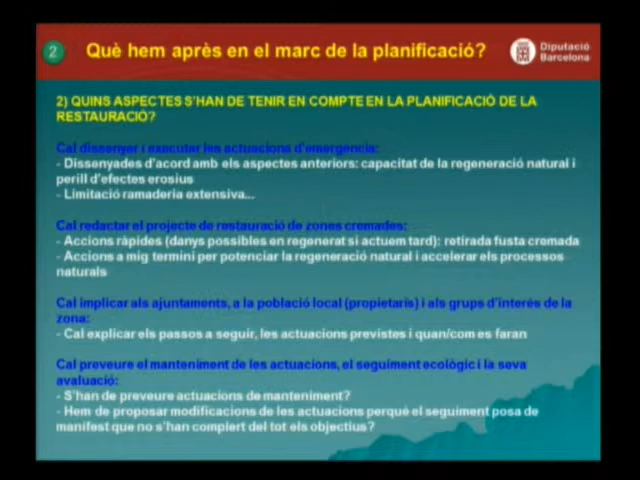 2
Què hem après en el marc de la planificació?
Diputació
Barcelona
2) QUINS ASPECTES S'HAN DE TENIR EN COMPTE EN LA PLANIFICACIÓ DE LA
RESTAURACIÓ?
Cal dissenyar i executar les actuacions d'emergència:
- Dissenyades d'acord amb els aspectes anteriors: capacitat de la regeneració natural i
perill d'efectes erosius
- Limitació ramaderia extensiva...
Cal redactar el projecte de restauració de zones cremades:
- Accions ràpides (danys possibles en regenerat si actuem tard): retirada fusta cremada
- Accions a mig termini per potenciar la regeneració natural i accelerar els processos
naturals
Cal implicar als ajuntaments, a la població local (propietaris) i als grups d'interés de la
zona:
- Cal explicar els passos a seguir, les actuacions previstes i quan/com es faran
Cal preveure el manteniment de les actuacions, el seguiment ecològic i la seva
avaluació:
- S'han de preveure actuacions de manteniment?
- Hem de proposar modificacions de les actuacions perquè el seguiment posa de
manifest que no s'han complert del tot els objectius?